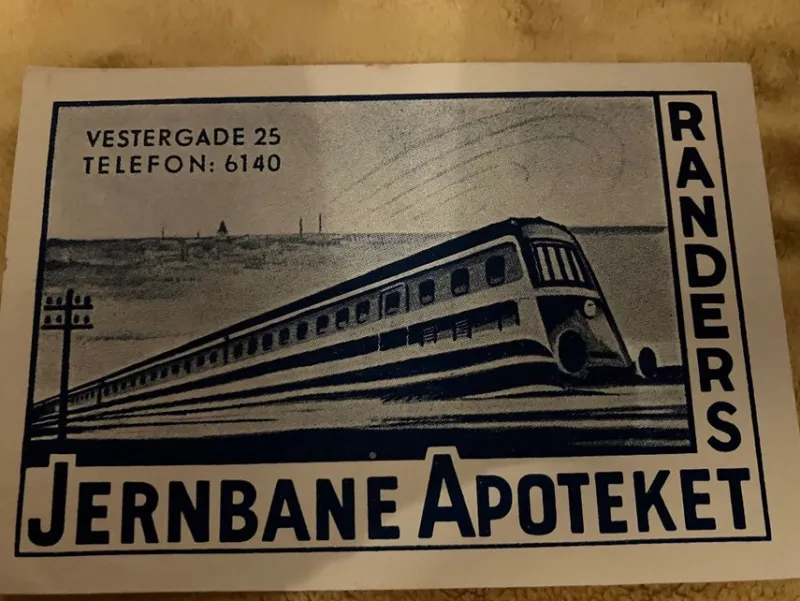 VESTERGADE 25
TELEFON: 6140
RANDERS
JERNBANE APOTEKET